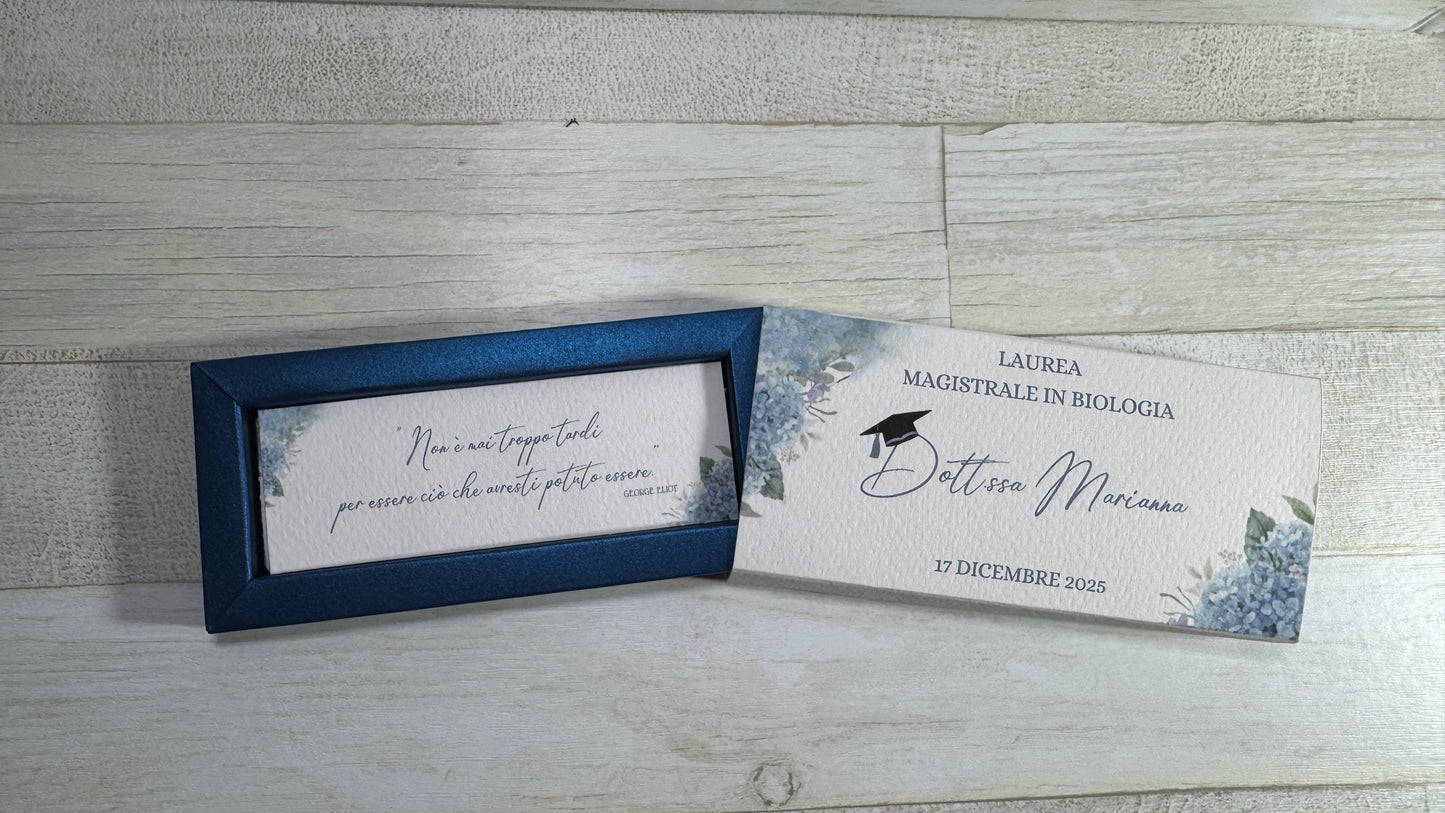 " Non è mai troppo tardi
per essere ciò che avresti potuto essere. "
GEORGE ELIOT
LAUREA
MAGISTRALE IN BIOLOGIA
Dott.ssa Marianna
17 DICEMBRE 2025